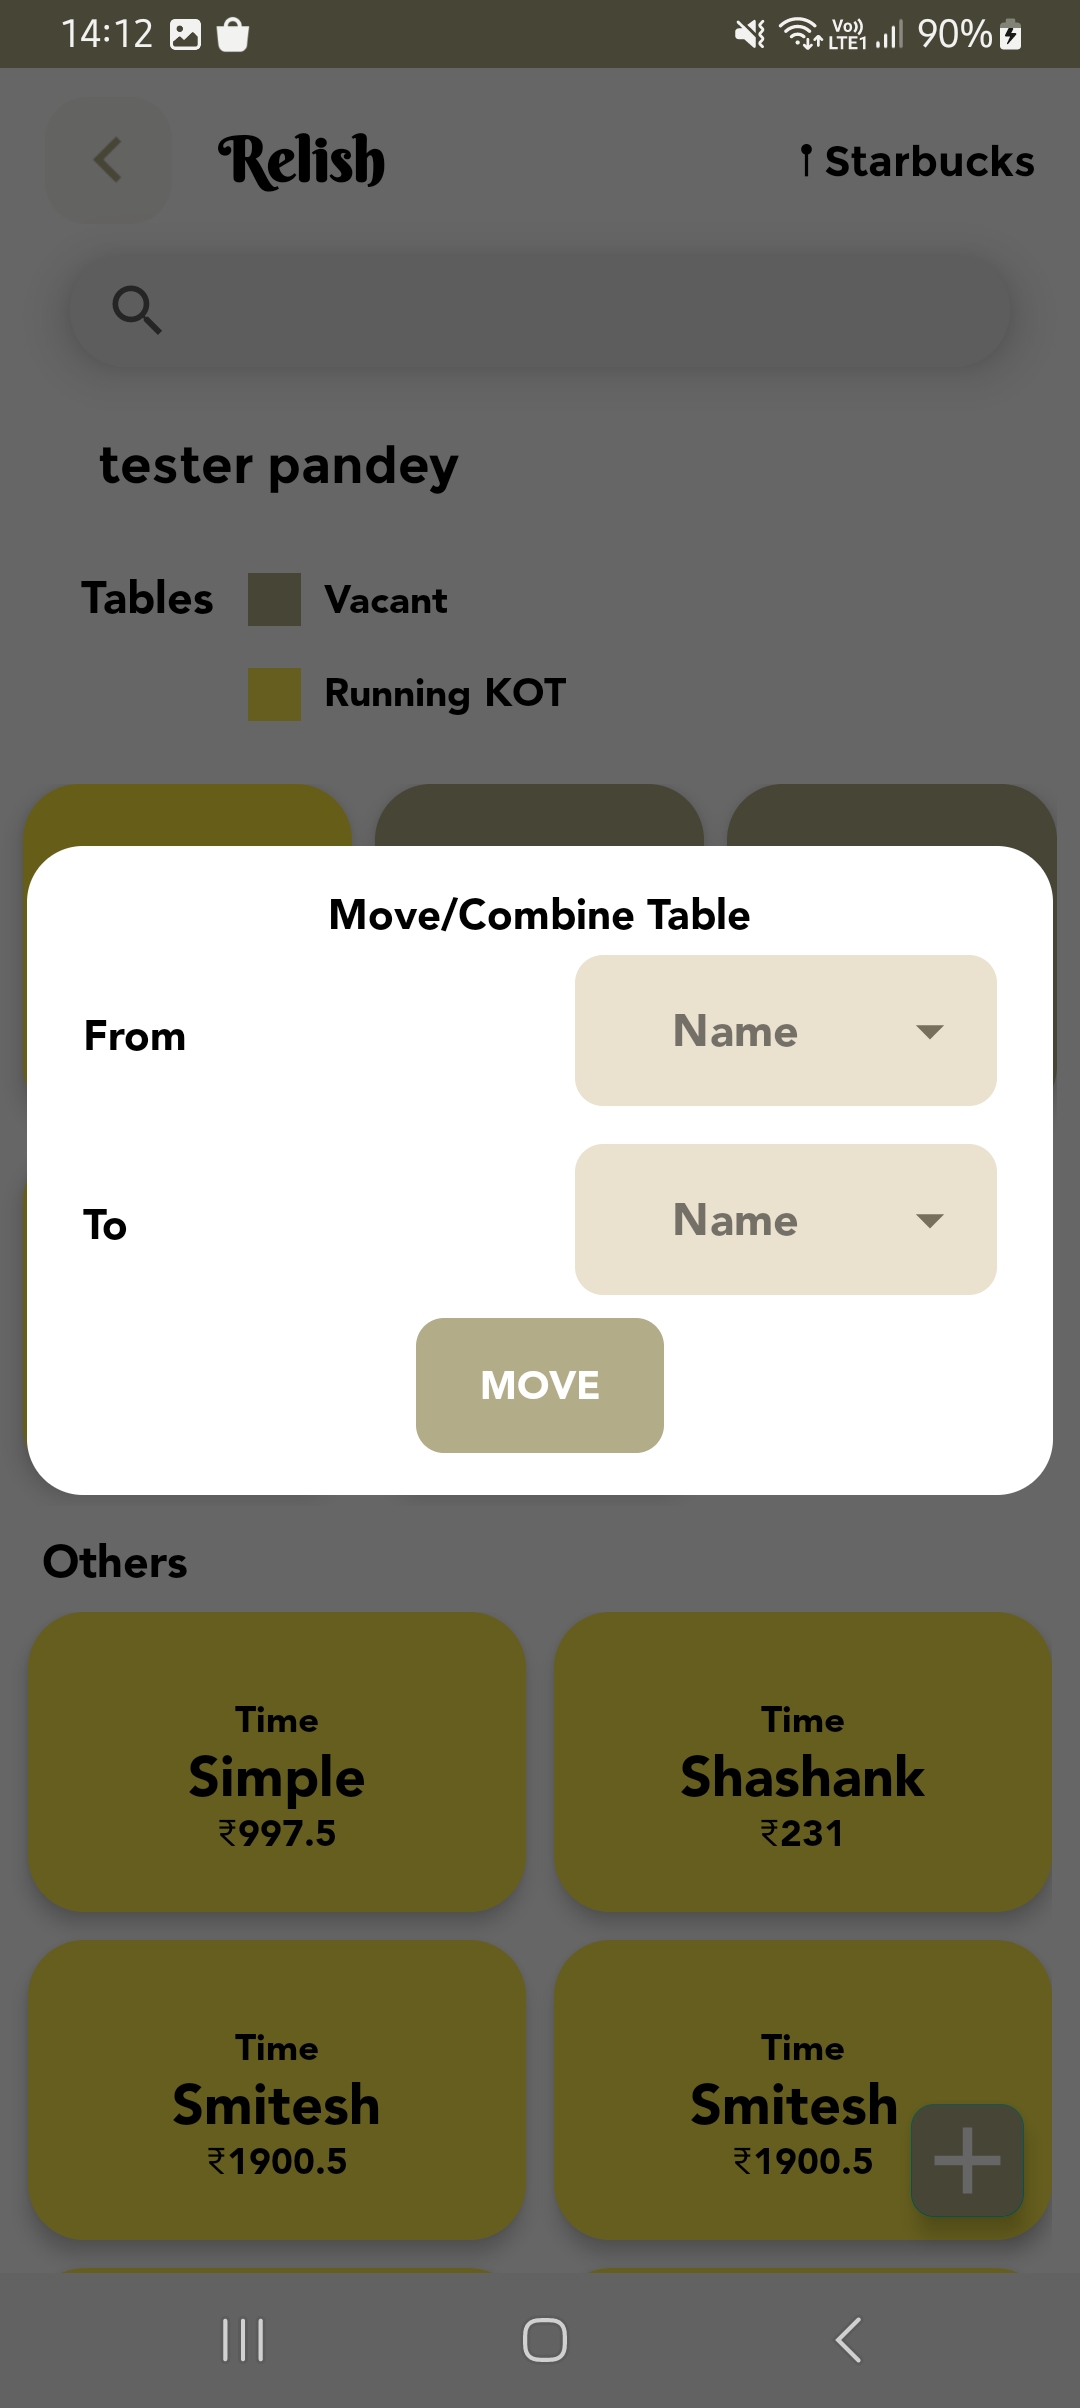 14:12 Vo)) LTE1 90%
Relish Starbucks
tester pandey
Tables Vacant
Running KOT
Move/Combine Table
From Name
To Name
MOVE
Others
Time Time
Simple Shashank
₹997.5 ₹231
Time Time
Smitesh Smitesh
₹1900.5 ₹1900.5